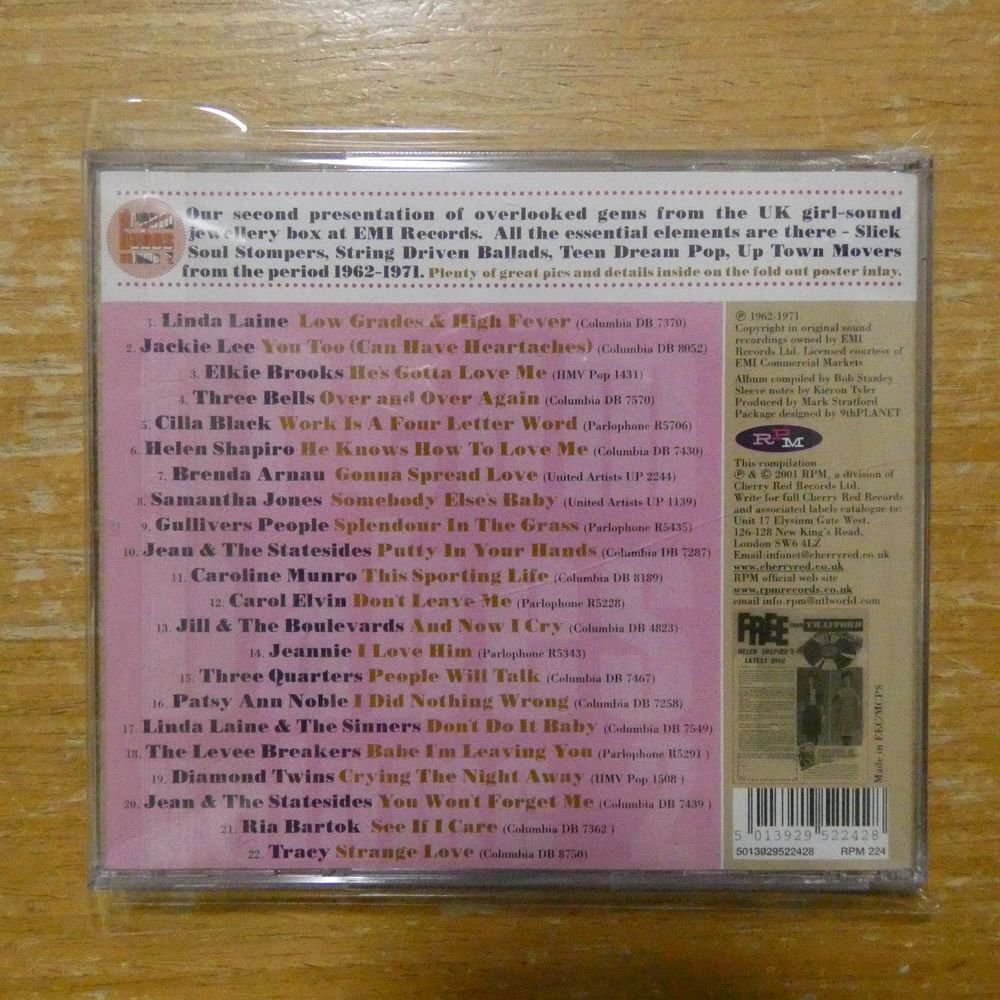 Our second presentation of overlooked gems from the UK girl-sound
jewellery box at EMI Records. All the essential elements are there - Slick
Soul Stompers, String Driven Ballads, Teen Dream Pop, Up Town Movers
from the period 1962-1971. Plenty of great pics and details inside on the fold out poster inlay.
1. Linda Laine Low Grades & High Fever (Columbia DB 7370)
2. Jackie Lee You Too (Can Have Heartaches) (Columbia DB 8052)
3. Elkie Brooks He's Gotta Love Me (HMV Pop 1431)
4. Three Bells Over and Over Again (Columbia DB 7570)
5. Cilla Black Work Is A Four Letter Word (Parlophone R5706)
6. Helen Shapiro He Knows How To Love Me (Columbia DB 7430)
7. Brenda Arnau Gonna Spread Love (United Artists UP 2244)
8. Samantha Jones Somebody Else's Baby (United Artists UP 1139)
9. Gullivers People Splendour In The Grass (Parlophone R5435)
10. Jean & The Statesides Putty In Your Hands (Columbia DB 7287)
11. Caroline Munro This Sporting Life (Columbia DB 8189)
12. Carol Elvin Don't Leave Me (Parlophone R5228)
13. Jill & The Boulevards And Now I Cry (Columbia DB 4823)
14. Jeannie I Love Him (Parlophone R5343)
15. Three Quarters People Will Talk (Columbia DB 7467)
16. Patsy Ann Noble I Did Nothing Wrong (Columbia DB 7258)
17. Linda Laine & The Sinners Don't Do It Baby (Columbia DB 7549)
18. The Levee Breakers Babe I'm Leaving You (Parlophone R5291 )
19. Diamond Twins Crying The Night Away (HMV Pop 1508 )
20. Jean & The Statesides You Won't Forget Me (Columbia DB 7439 )
21. Ria Bartok See If I Care (Columbia DB 7362 )
22. Tracy Strange Love (Columbia DB 8750)
℗ 1962-1971
Copyright in original sound
recordings owned by EMI
Records Ltd. Licensed courtesy of
EMI Commercial Markets
Album compiled by Bob Stanley
Sleeve notes by Kieron Tyler
Produced by Mark Stratford
Package designed by 9thPLANET
RPM
This compilation
℗ & © 2001 RPM, a division of
Cherry Red Records Ltd.
Write for full Cherry Red Records
and associated labels catalogue to:
Unit 17 Elysium Gate West,
126-128 New King's Road,
London SW6 4LZ
Email:infonet@cherryred.co.uk
www.cherryred.co.uk
RPM official web site
www.rpmrecords.co.uk
email info.rpm@ntlworld.com
FREE FROM TRAFFORD
HELEN SHAPIRO'S
LATEST DISC
Made in EEC/MCPS
5 013929 522428
5013929522428 RPM 224